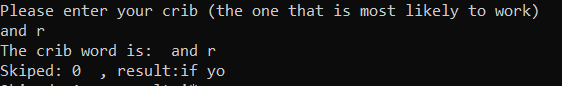 Please enter your crib (the one that is most likely to work)
and r
The crib word is:  and r
Skiped: 0  , result:if yo